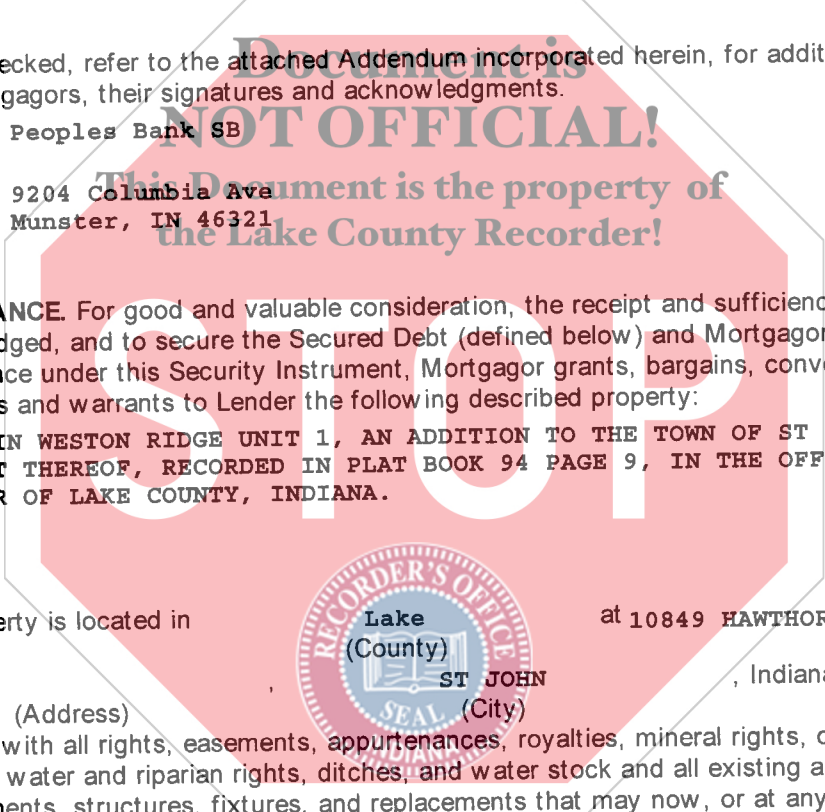 ecked, refer to the attached Addendum incorporated herein, for addit
gagors, their signatures and acknowledgments.
Document is
NOT OFFICIAL!
This Document is the property of
the Lake County Recorder!
Peoples Bank SB
9204 Columbia Ave
Munster, IN 46321
ANCE. For good and valuable consideration, the receipt and sufficienc
dged, and to secure the Secured Debt (defined below) and Mortgagor
ce under this Security Instrument, Mortgagor grants, bargains, conv
s and warrants to Lender the following described property:
IN WESTON RIDGE UNIT 1, AN ADDITION TO THE TOWN OF ST
T THEREOF, RECORDED IN PLAT BOOK 94 PAGE 9, IN THE OFF
R OF LAKE COUNTY, INDIANA.
STOP
erty is located in Lake at 10849 HAWTHOR
(County)
, ST JOHN , Indiana
(Address) (City)
RECORDER'S OFFICE
SEAL
INDIANA
with all rights, easements, appurtenances, royalties, mineral rights, o
water and riparian rights, ditches, and water stock and all existing a
ents, structures, fixtures, and replacements that may now, or at any